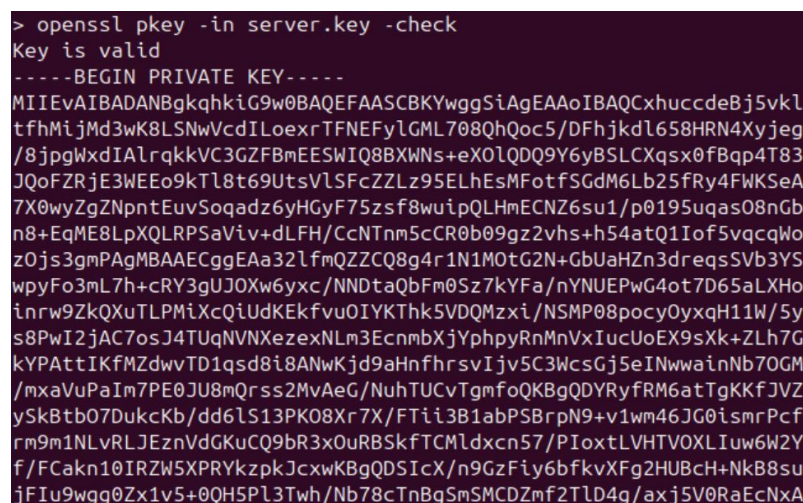 > openssl pkey -in server.key -check
Key is valid
-----BEGIN PRIVATE KEY-----
MIIEvAIBADANBgkqhkiG9w0BAQEFAASCBKYwggSiAgEAAoIBAQCxhuccdeBj5vkl
tfhMijMd3wK8LSNwVcdILoexrTFNEFylGML708QhQoc5/DFhjkdl658HRN4Xyjeg
/8jpgWxdIAlrqkkVC3GZFBmEESWIQ8BXWNs+eXOlQDQ9Y6yBSLCXqsx0fBqp4T83
JQoFZRjE3WEEo9kTl8t69UtsVlSFcZZLz95ELhEsMFotfSGdM6Lb25fRy4FWKSeA
7X0wyZgZNpntEuvSoqadz6yHGyF75zsf8wuipQLHmECNZ6su1/p0195uqasO8nGb
n8+EqME8LpXQLRPSaViv+dLFH/CcNTnm5cCR0b09gz2vhs+h54atQ1Iof5vqcqWo
zOjs3gmPAgMBAAECggEAa32lfmQZZCQ8g4r1N1MOtG2N+GbUaHZn3dreqsSVb3YS
wpyFo3mL7h+cRY3gUJOXw6yxc/NNDtaQbFm0Sz7kYFa/nYNUEPwG4ot7D65aLXHo
inrw9ZkQXuTLPMiXcQiUdKEkfvuOIYKThk5VDQMzxi/NSMP08pocyOyxqH11W/5y
s8PwI2jAC7osJ4TUqNVNXezexNLm3EcnmbXjYphpyRnMnVxIucUoEX9sXk+ZLh7G
kYPAttIKfMZdwvTD1qsd8i8ANwKjd9aHnfhrsvIjv5C3WcsGj5eINwwainNb7OGM
/mxaVuPaIm7PE0JU8mQrss2MvAeG/NuhTUCvTgmfoQKBgQDYRyfRM6atTgKKfJVZ
ySkBtbO7DukcKb/dd6lS13PKO8Xr7X/FTii3B1abPSBrpN9+v1wm46JG0ismrPcf
rm9m1NLvRLJEznVdGKuCQ9bR3xOuRBSkfTCMldxcn57/PIoxtLVHTVOXLIuw6W2Y
f/FCakn10IRZW5XPRYkzpkJcxwKBgQDSIcX/n9GzFiy6bfkvXFg2HUBcH+NkB8su
jFIu9wqg0Zx1v5+0QH5Pl3Twh/Nb78cTnBgSmSMCDZmf2TlD4g/axj5V0RaEcNxA